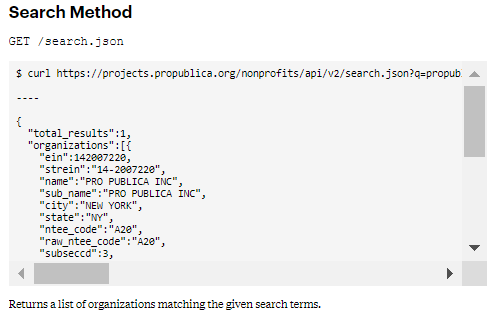 Search Method
GET /search.json
$ curl https://projects.propublica.org/nonprofits/api/v2/search.json?q=propub
----
{
"total_results":1,
"organizations":[{
"ein":142007220,
"strein":"14-2007220",
"name":"PRO PUBLICA INC",
"sub_name":"PRO PUBLICA INC",
"city":"NEW YORK",
"state":"NY",
"ntee_code":"A20",
"raw_ntee_code":"A20",
"subseccd":3,
Returns a list of organizations matching the given search terms.